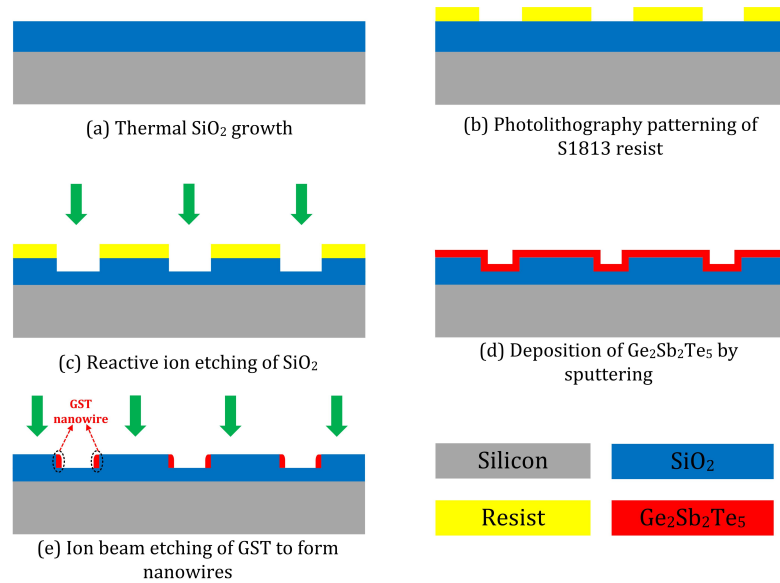 (a) Thermal SiO₂ growth
(b) Photolithography patterning of
S1813 resist
(c) Reactive ion etching of SiO₂
(d) Deposition of Ge₂Sb₂Te₅ by
sputtering
GST
nanowire
(e) Ion beam etching of GST to form
nanowires
Silicon
SiO₂
Resist
Ge₂Sb₂Te₅